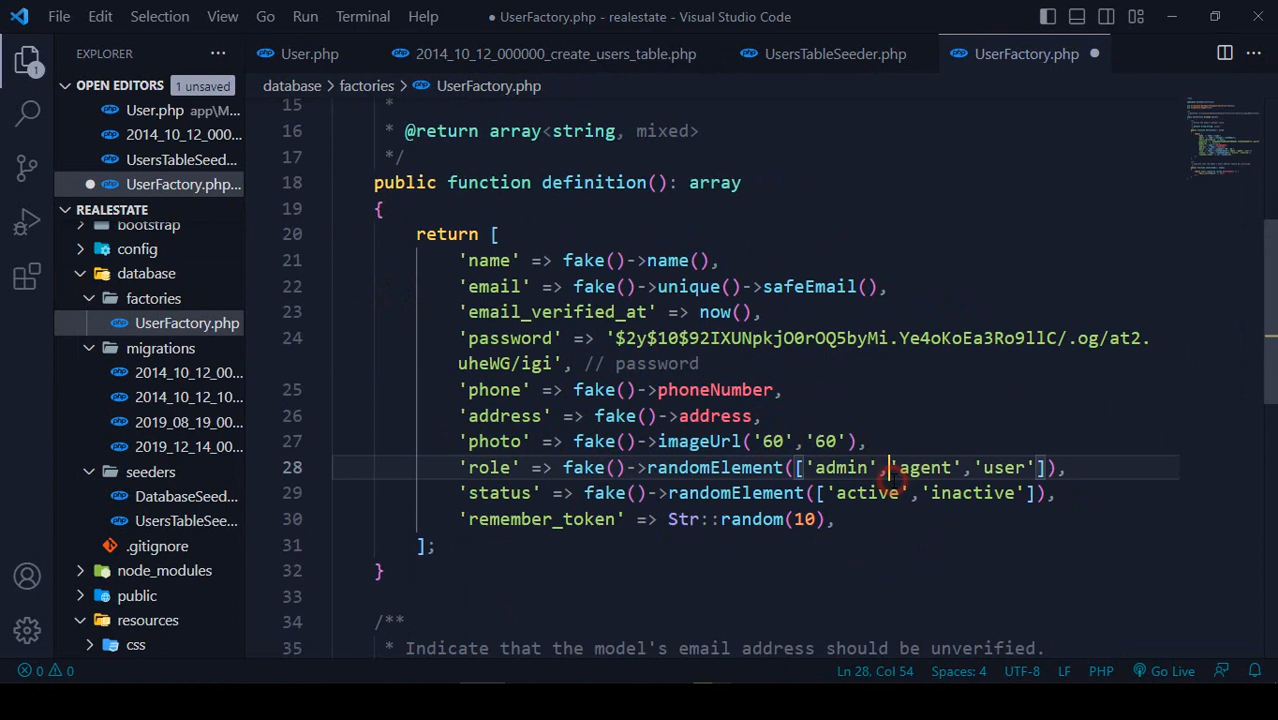 File Edit Selection View Go Run Terminal Help
● UserFactory.php - realestate - Visual Studio Code
EXPLORER ···
User.php
2014_10_12_000000_create_users_table.php
UsersTableSeeder.php
UserFactory.php ●
OPEN EDITORS 1 unsaved
User.php app\M...
2014_10_12_000...
UsersTableSeed...
● UserFactory.php...
REALESTATE
bootstrap
config
database
factories
UserFactory.php
migrations
2014_10_12_00...
2014_10_12_10...
2019_08_19_00...
2019_12_14_00...
seeders
DatabaseSeeder...
UsersTableSeed...
.gitignore
node_modules
public
resources
css
1
database > factories > UserFactory.php
15 *
16 * @return array<string, mixed>
17 */
18 public function definition(): array
19 {
20 return [
21 'name' => fake()->name(),
22 'email' => fake()->unique()->safeEmail(),
23 'email_verified_at' => now(),
24 'password' => '$2y$10$92IXUNpkjO0rOQ5byMi.Ye4oKoEa3Ro9llC/.og/at2.
uheWG/igi', // password
25 'phone' => fake()->phoneNumber,
26 'address' => fake()->address,
27 'photo' => fake()->imageUrl('60','60'),
28 'role' => fake()->randomElement(['admin','agent','user']),
29 'status' => fake()->randomElement(['active','inactive']),
30 'remember_token' => Str::random(10),
31 ];
32 }
33
34 /**
35 * Indicate that the model's email address should be unverified.
0 0 Ln 28, Col 54 Spaces: 4 UTF-8 LF PHP Go Live